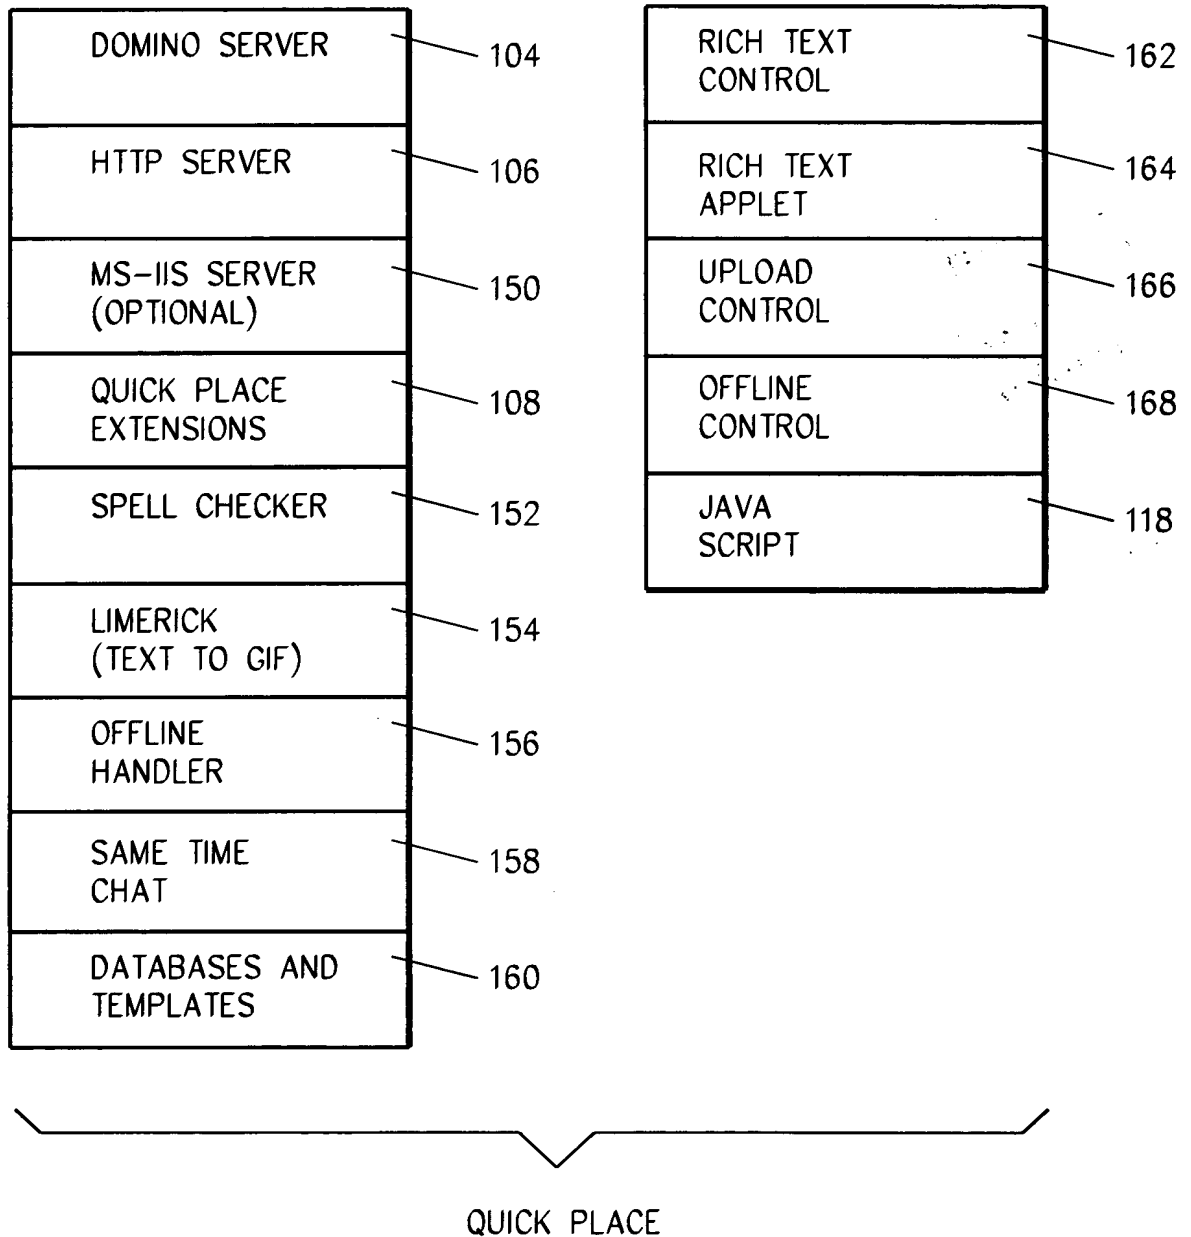 DOMINO SERVER
104
HTTP SERVER
106
MS-IIS SERVER
(OPTIONAL)
150
QUICK PLACE
EXTENSIONS
108
SPELL CHECKER
152
LIMERICK
(TEXT TO GIF)
154
OFFLINE
HANDLER
156
SAME TIME
CHAT
158
DATABASES AND
TEMPLATES
160
RICH TEXT
CONTROL
162
RICH TEXT
APPLET
164
UPLOAD
CONTROL
166
OFFLINE
CONTROL
168
JAVA
SCRIPT
118
QUICK PLACE